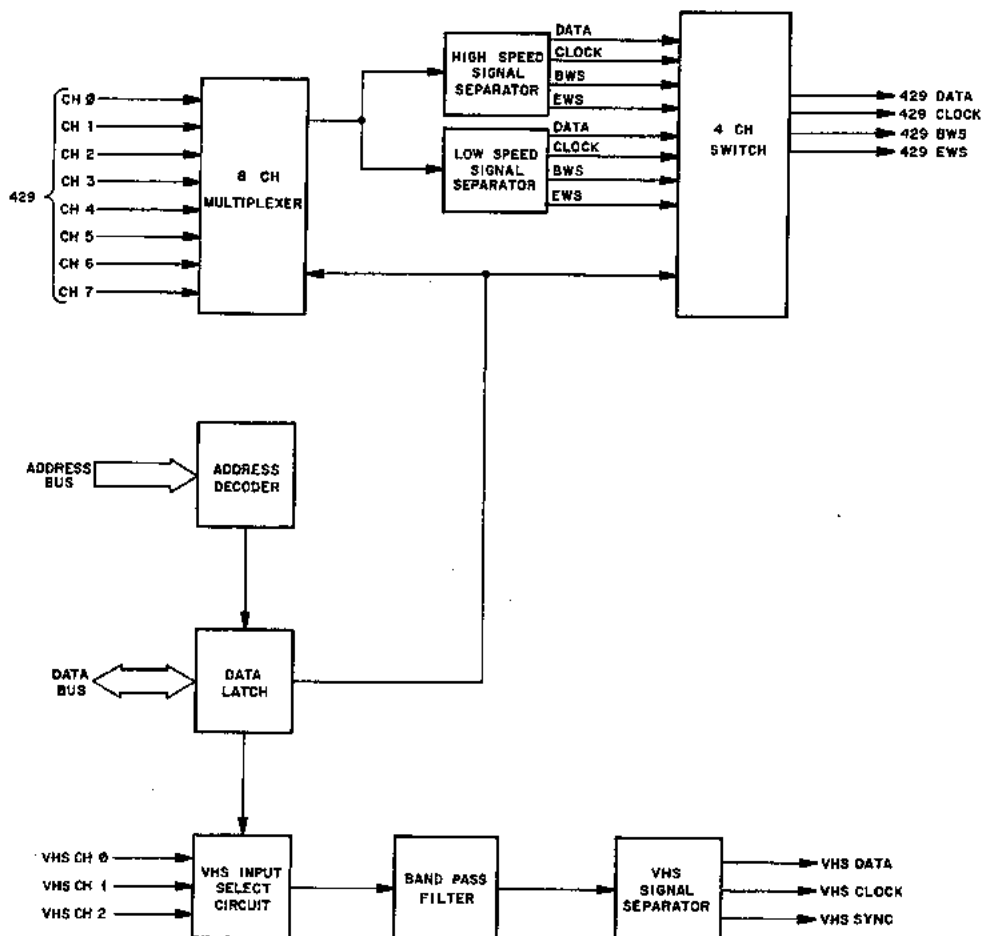 429
CH Ø
CH 1
CH 2
CH 3
CH 4
CH 5
CH 6
CH 7
8 CH
MULTIPLEXER
HIGH SPEED
SIGNAL
SEPARATOR
DATA
CLOCK
BWS
EWS
LOW SPEED
SIGNAL
SEPARATOR
DATA
CLOCK
BWS
EWS
4 CH
SWITCH
429 DATA
429 CLOCK
429 BWS
429 EWS
ADDRESS
BUS
ADDRESS
DECODER
DATA
BUS
DATA
LATCH
VHS CH Ø
VHS CH 1
VHS CH 2
VHS INPUT
SELECT
CIRCUIT
BAND PASS
FILTER
VHS
SIGNAL
SEPARATOR
VHS DATA
VHS CLOCK
VHS SYNC